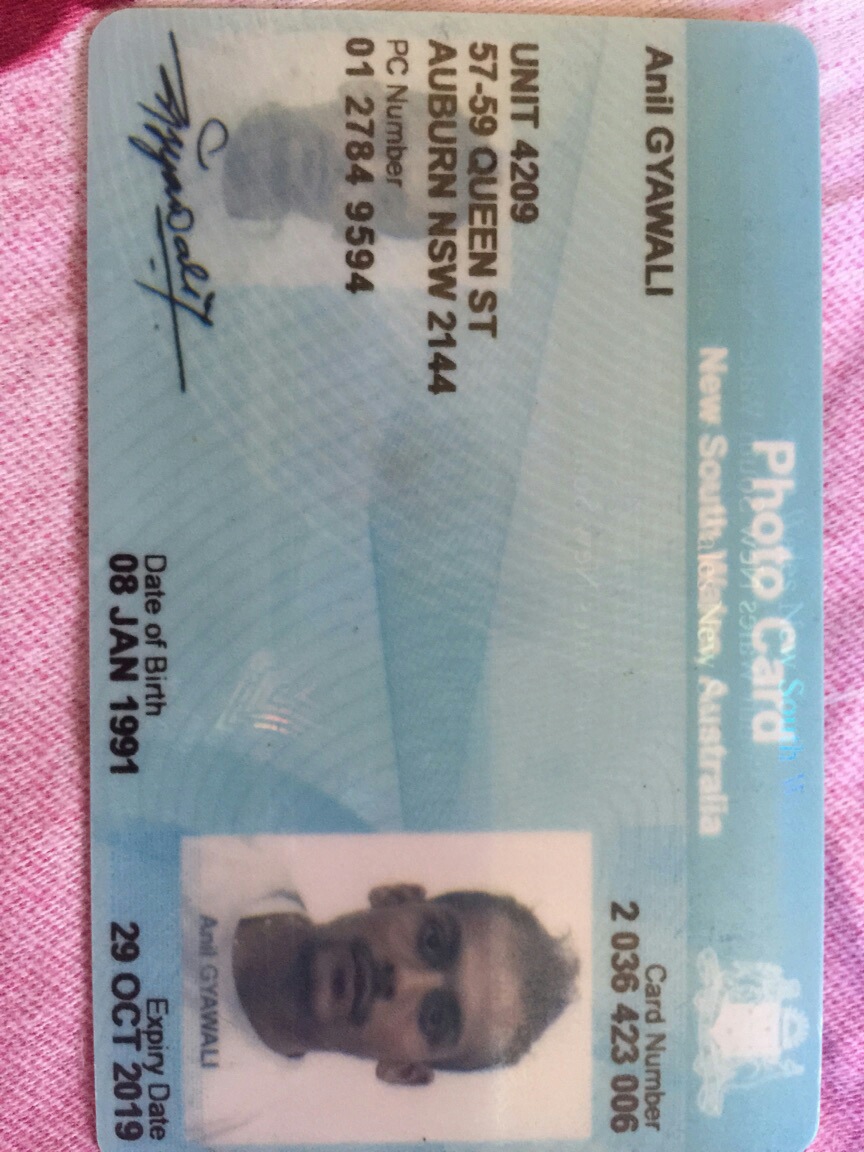 Photo Card
New South Wales, Australia
Anil GYAWALI
Card Number
2 036 423 006
UNIT 4209
57-59 QUEEN ST
AUBURN NSW 2144
PC Number
01 2784 9594
Anil GYAWALI
Date of Birth
08 JAN 1991
Expiry Date
29 OCT 2019